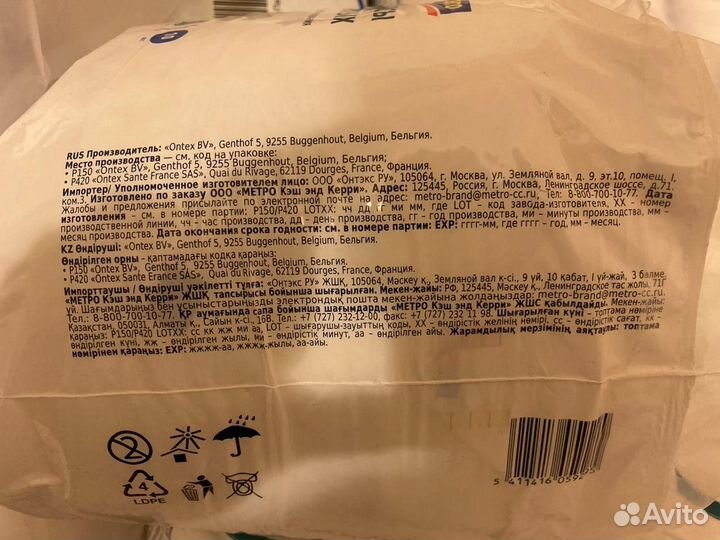 RUS Производитель: «Ontex BV», Genthof 5, 9255 Buggenhout, Belgium, Бельгия.
Место производства — см. код на упаковке:
• P150 «Ontex BV», Genthof 5, 9255 Buggenhout, Belgium, Бельгия;
• P420 «Ontex Sante France SAS», Quai du Rivage, 62119 Dourges, France, Франция.
Импортер/ Уполномоченное изготовителем лицо: ООО «ОНТЭКС РУ», 105064, г. Москва, ул. Земляной вал, д. 9, эт.10, помещ. I,
ком.3. Изготовлено по заказу ООО «МЕТРО Кэш энд Керри». Адрес: 125445, Россия, г. Москва, Ленинградское шоссе, д.71Г.
Жалобы и предложения присылайте по электронной почте на адрес: metro-brand@metro-cc.ru. Тел.: 8-800-700-10-77. Дата
изготовления - см. в номере партии: P150/P420 LOTXX: чч дд г ми мм, где LOT - код завода-изготовителя, XX - номер
производственной линии, чч - час производства, дд - день производства, гг - год производства, ми - минуты производства, мм -
месяц производства. Дата окончания срока годности: см. в номере партии: EXP: гггг-мм, где гггг - год, мм - месяц.
KZ Өндіруші: «Ontex BV», Genthof 5, 9255 Buggenhout, Belgium, Бельгия.
Өндірілген орны - қаптамадағы кодқа қараңыз:
• P150 «Ontex BV», Genthof 5, 9255 Buggenhout, Belgium, Бельгия.
• P420 «Ontex Sante France SAS», Quai du Rivage, 62119 Dourges, France, Франция.
Импорттаушы / Өндіруші уәкілетті тұлға: «Онтэкс РУ» ЖШҚ, 105064, Мәскеу қ., Земляной вал к-сі., 9 үй, 10 қабат, I үй-жай, 3 бөлме.
«МЕТРО Кэш энд Керри» ЖШҚ тапсырысы бойынша шығарылған. Мекен-жайы: РФ, 125445, Мәскеу қ., Ленинградское тас жолы, 71Г
үй. Шағымдарыңыз бен ұсыныстарыңызды электрондық пошта мекен-жайына жолдаңыздар: metro-brand@metro-cc.ru.
Тел.: 8-800-700-10-77. ҚР аумағында сапа бойынша шағымдарды «МЕТРО Кэш энд Керри» ЖШС қабылдайды. Мекен-жайы:
Қазақстан, 050031, Алматы қ., Сайын к-сі., 16В, Тел.: +7 (727) 232-12-00, факс: +7 (727) 232 11 98. Шығарылған күні - топтама
нөмірінен қараңыз: P150/P420 LOTXX: сс кк жж ми аа, LOT - шығарушы-зауыттың коды, XX - өндірістік желінің нөмірі, сс - өндірістік сағат, кк -
өндірілген күні, жж - өндірілген жылы, ми - өндірістік минут, аа - өндірілген айы. Жарамдылық мерзімінің аяқталуы: топтама
нөмірінен қараңыз: EXP: жжжж-аа, жжжж-жылы, аа-айы.
4
LDPE
5 411416 0592
Avito